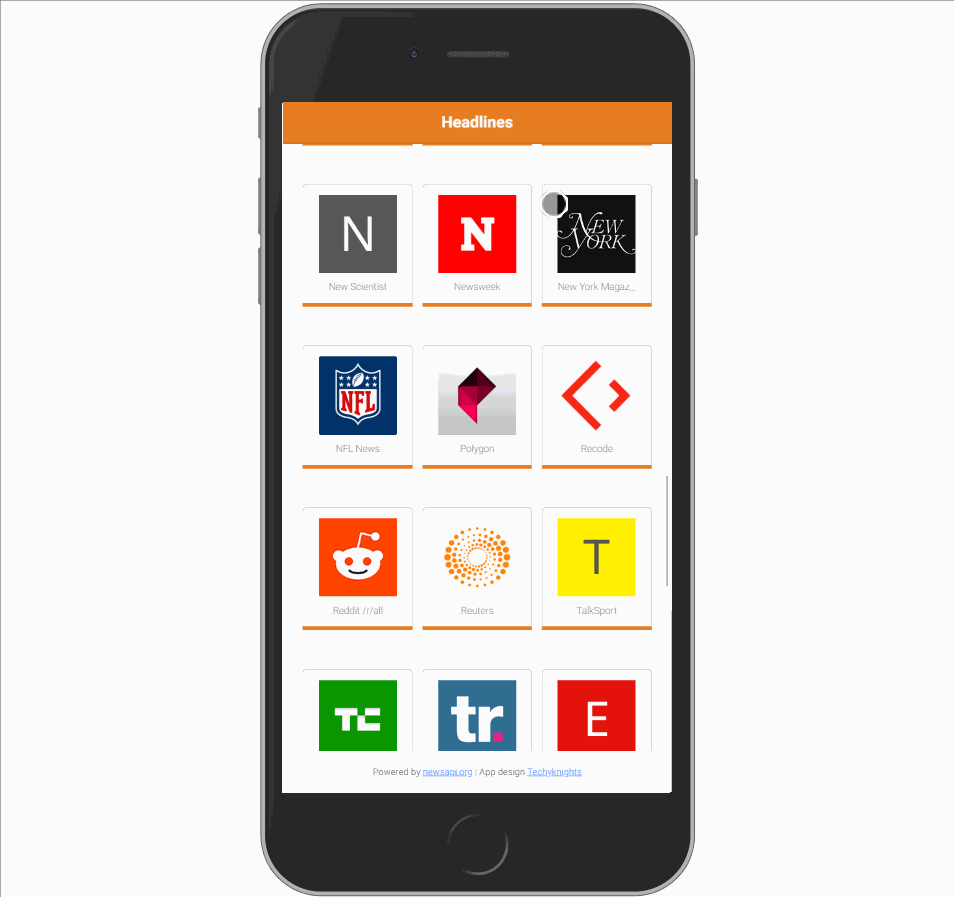 Headlines
N
N
NEW YORK
New Scientist
Newsweek
New York Magaz...
NFL
NFL News
Polygon
Recode
Reddit /r/all
Reuters
T
TalkSport
TC
tr.
E
Powered by newsapi.org | App design Techyknights